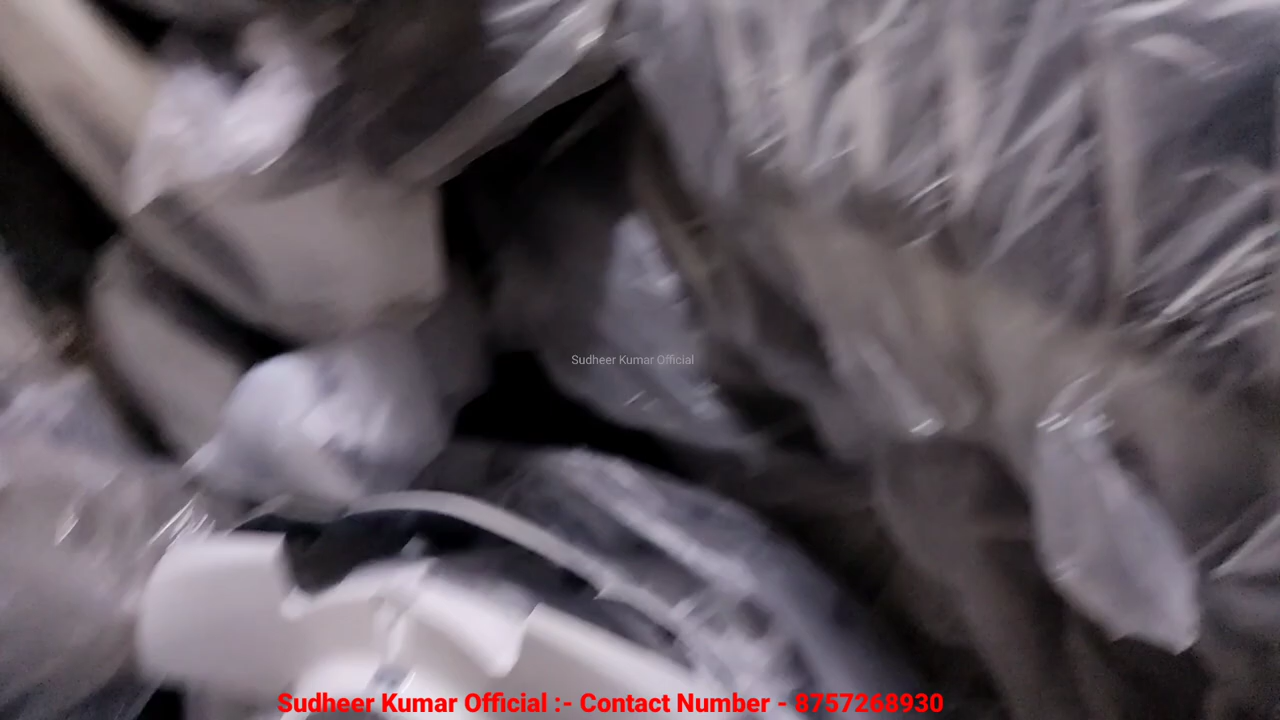 Sudheer Kumar Official
Sudheer Kumar Official :- Contact Number - 8757268930